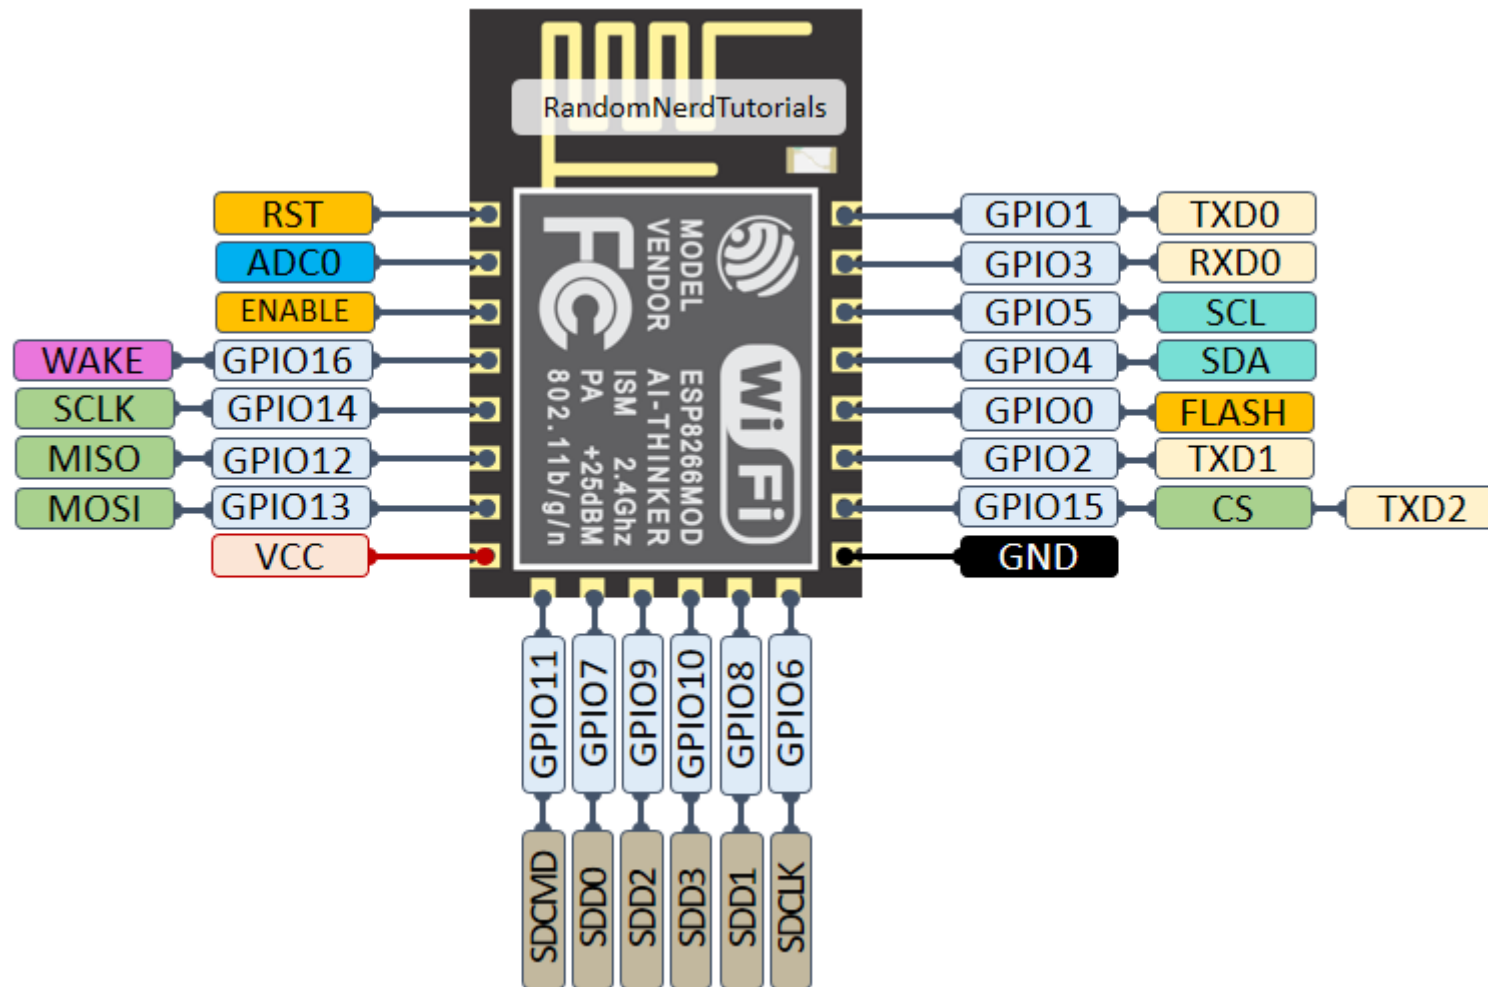 RandomNerdTutorials
RST
ADC0
ENABLE
WAKE GPIO16
SCLK GPIO14
MISO GPIO12
MOSI GPIO13
VCC
MODEL
VENDOR
ESP8266MOD
AI-THINKER
ISM 2.4Ghz
PA +25dBM
802.11b/g/n
FC
WiFi
GPIO1 TXD0
GPIO3 RXD0
GPIO5 SCL
GPIO4 SDA
GPIO0 FLASH
GPIO2 TXD1
GPIO15 CS TXD2
GND
GPIO11 SDCMD
GPIO7 SDD0
GPIO9 SDD2
GPIO10 SDD3
GPIO8 SDD1
GPIO6 SDCLK